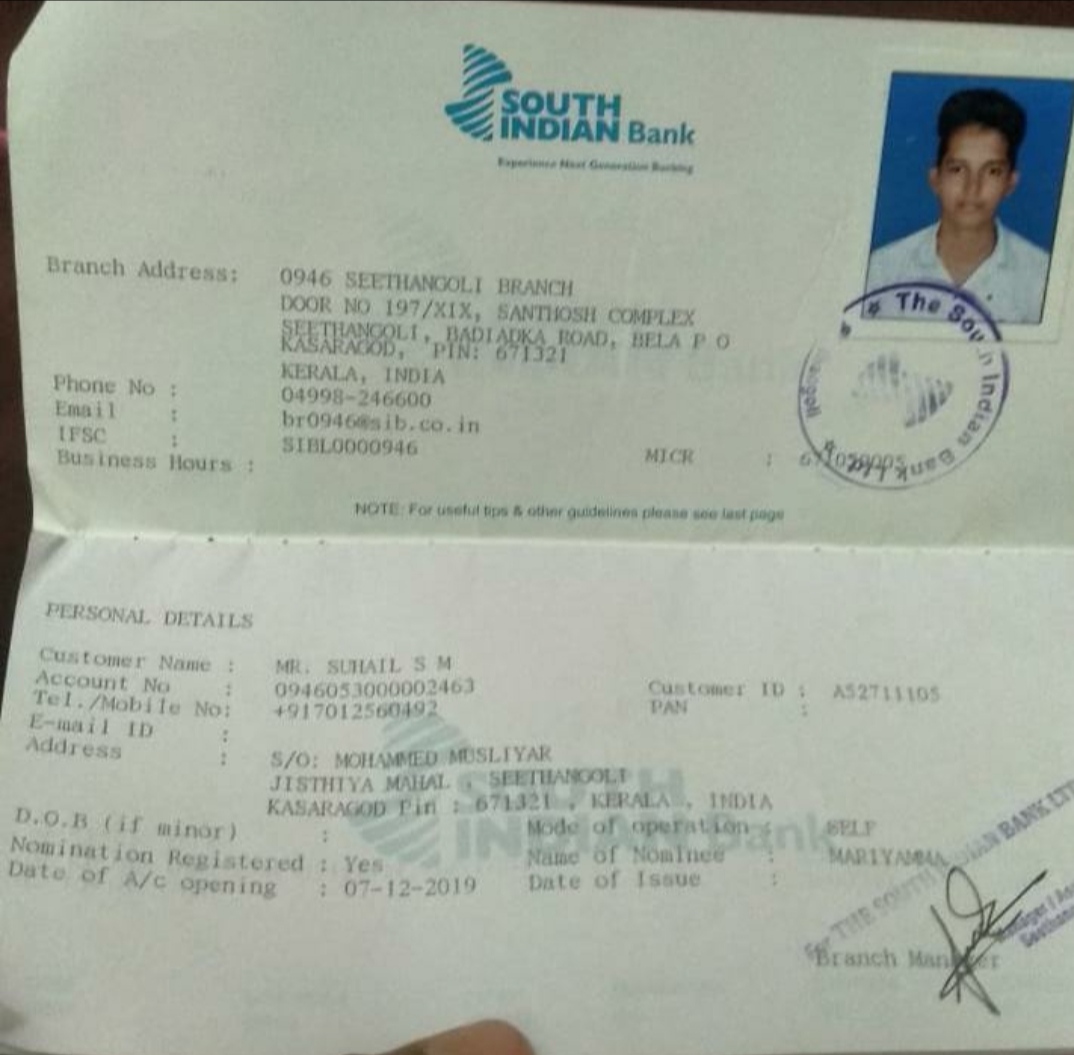 SOUTH
INDIAN Bank
Experience Next Generation Banking
Branch Address: 0946 SEETHANGOLI BRANCH
DOOR NO 197/XIX, SANTHOSH COMPLEX
SEETHANGOLI, BADIADKA ROAD, BELA P O
KASARAGOD, PIN: 671321
KERALA, INDIA
Phone No : 04998-246600
Email : br0946@sib.co.in
IFSC : SIBL0000946
Business Hours : MICR :
The South Indian Bank Ltd
NOTE: For useful tips & other guidelines please see last page
PERSONAL DETAILS
Customer Name : MR. SUHAIL S M
Account No : 0946053000002463 Customer ID : A52711105
Tel./Mobile No: +917012560492 PAN :
E-mail ID :
Address : S/O: MOHAMMED MUSLIYAR
JISTHIYA MAHAL , SEETHANGOLI
KASARAGOD Pin : 671321 , KERALA , INDIA
D.O.B (if minor) : Mode of operation : SELF
Nomination Registered : Yes Name of Nominee : MARIYAMMA
Date of A/c opening : 07-12-2019 Date of Issue :
For THE SOUTH INDIAN BANK LTD
Branch Manager
SOUTH
INDIAN Bank